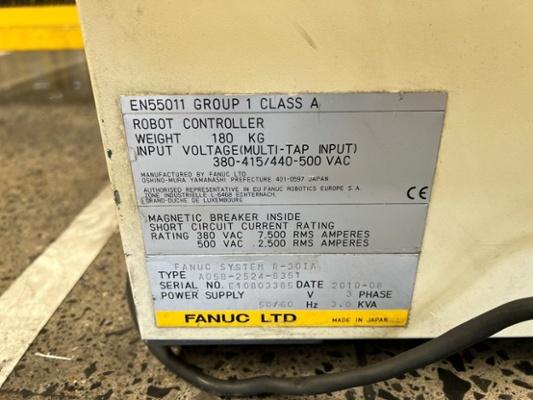 EN55011 GROUP 1 CLASS A
ROBOT CONTROLLER
WEIGHT 180 KG
INPUT VOLTAGE(MULTI-TAP INPUT)
380-415/440-500 VAC
MANUFACTURED BY FANUC LTD
OSHINO-MURA YAMANASHI PREFECTURE 401-0597 JAPAN
AUTHORISED REPRESENTATIVE IN EU FANUC ROBOTICS EUROPE S.A.
ZONE INDUSTRIELLE L-6468 ECHTERNACH,
GRAND-DUCHE DE LUXEMBOURG
CE
MAGNETIC BREAKER INSIDE
SHORT CIRCUIT CURRENT RATING
RATING 380 VAC 7,500 RMS AMPERES
500 VAC 2,500 RMS AMPERES
FANUC SYSTEM R-30IA
TYPE A05B-2524-B351
SERIAL NO. E10803385 DATE 2010-08
POWER SUPPLY V 3 PHASE
50/60 Hz 3.0 KVA
FANUC LTD MADE IN JAPAN